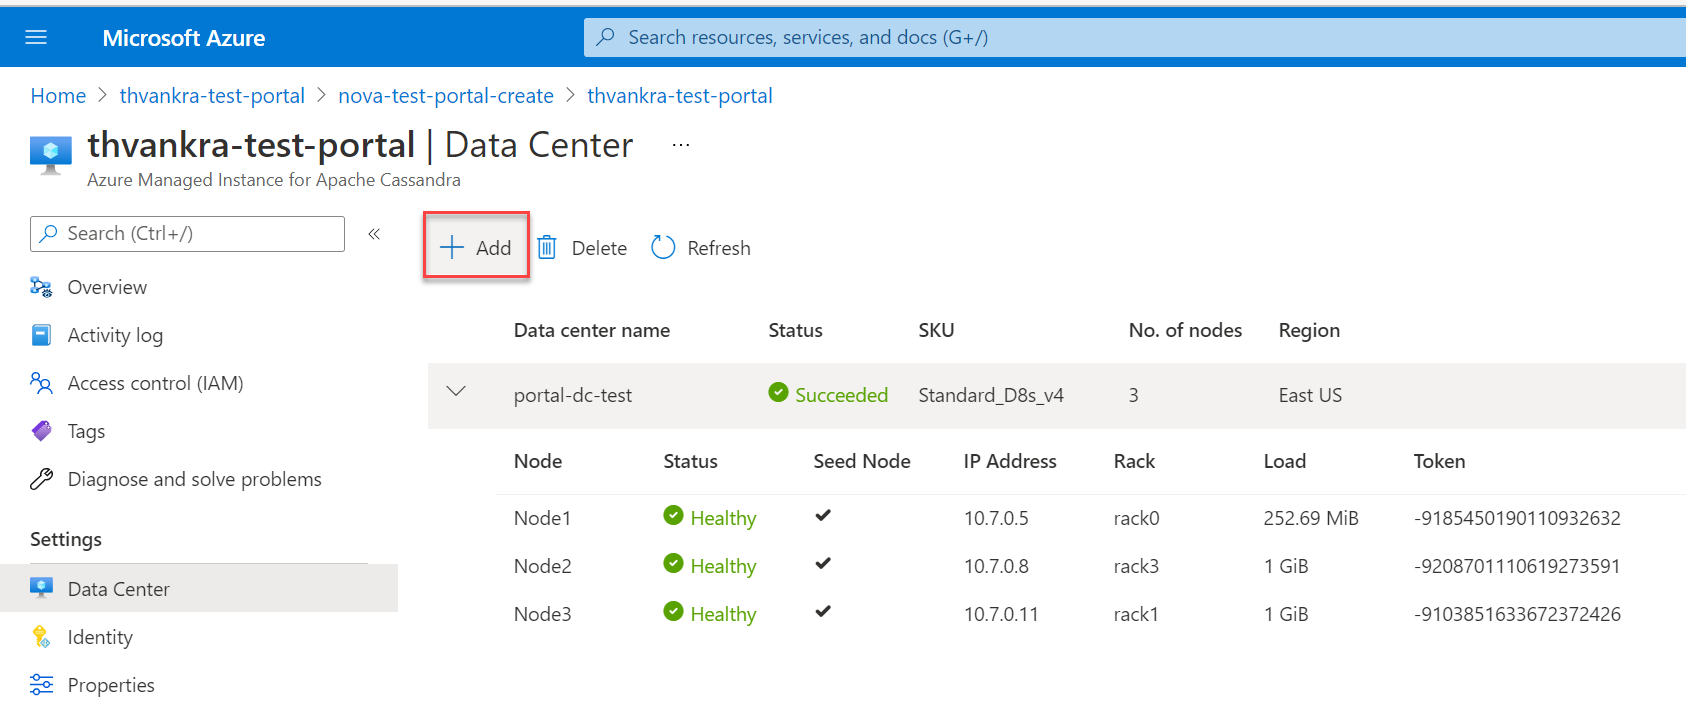 Microsoft Azure
Search resources, services, and docs (G+/)
Home > thvankra-test-portal > nova-test-portal-create > thvankra-test-portal
thvankra-test-portal | Data Center ...
Azure Managed Instance for Apache Cassandra
Search (Ctrl+/) «
Add Delete Refresh
Overview
Activity log
Access control (IAM)
Tags
Diagnose and solve problems
Settings
Data Center
Identity
Properties
Data center name Status SKU No. of nodes Region
portal-dc-test Succeeded Standard_D8s_v4 3 East US
Node Status Seed Node IP Address Rack Load Token
Node1 Healthy ✔ 10.7.0.5 rack0 252.69 MiB -9185450190110932632
Node2 Healthy ✔ 10.7.0.8 rack3 1 GiB -9208701110619273591
Node3 Healthy ✔ 10.7.0.11 rack1 1 GiB -9103851633672372426